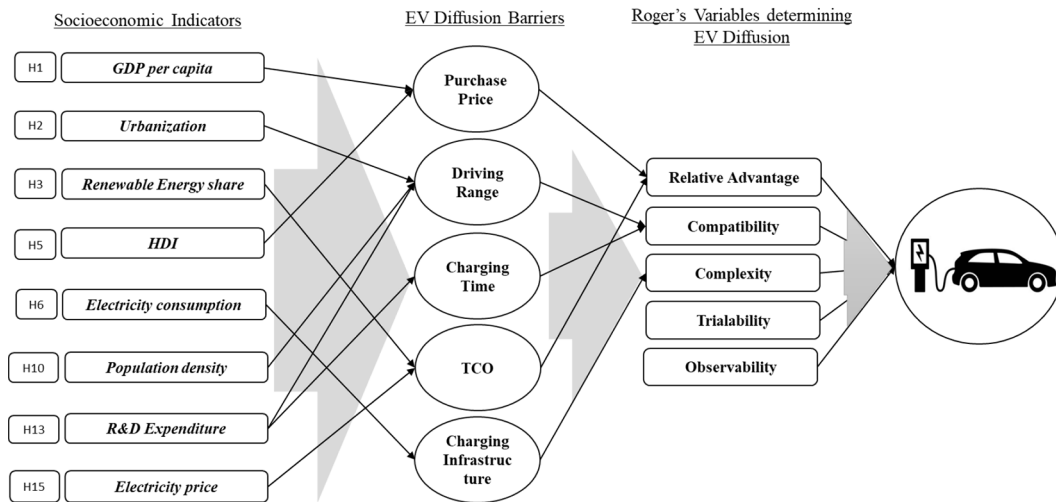 Socioeconomic Indicators
EV Diffusion Barriers
Roger's Variables determining
EV Diffusion
H1
GDP per capita
H2
Urbanization
H3
Renewable Energy share
H5
HDI
H6
Electricity consumption
H10
Population density
H13
R&D Expenditure
H15
Electricity price
Purchase
Price
Driving
Range
Charging
Time
TCO
Charging
Infrastruc
ture
Relative Advantage
Compatibility
Complexity
Trialability
Observability